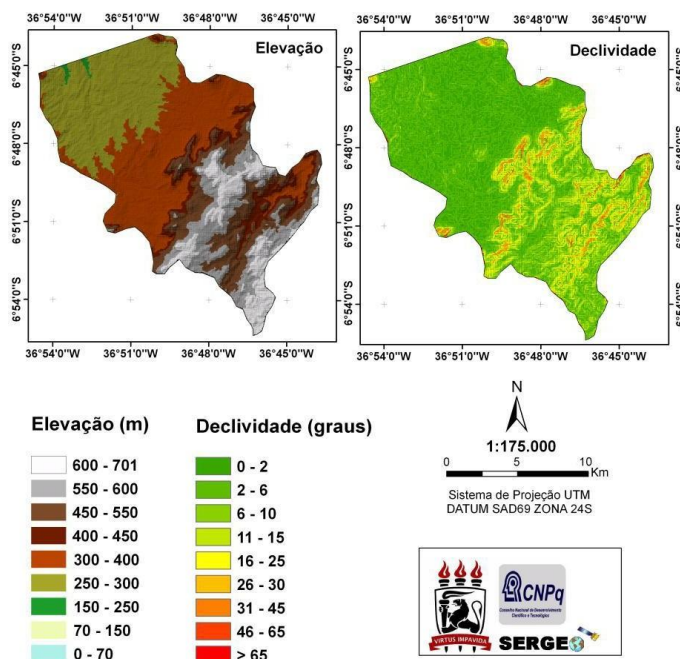 36°54'0"W 36°51'0"W 36°48'0"W 36°45'0"W
36°54'0"W 36°51'0"W 36°48'0"W 36°45'0"W
Elevação
Declividade
6°45'0"S
6°48'0"S
6°51'0"S
6°54'0"S
6°45'0"S
6°48'0"S
6°51'0"S
6°54'0"S
36°54'0"W 36°51'0"W 36°48'0"W 36°45'0"W
36°54'0"W 36°51'0"W 36°48'0"W 36°45'0"W
Elevação (m)
600 - 701
550 - 600
450 - 550
400 - 450
300 - 400
250 - 300
150 - 250
70 - 150
0 - 70
Declividade (graus)
0 - 2
2 - 6
6 - 10
11 - 15
16 - 25
26 - 30
31 - 45
46 - 65
> 65
N
1:175.000
0 5 10
Km
Sistema de Projeção UTM
DATUM SAD69 ZONA 24S
VIRTUS IMPAVIDA
CNPq
Conselho Nacional de Desenvolvimento
Científico e Tecnológico
SERGEO